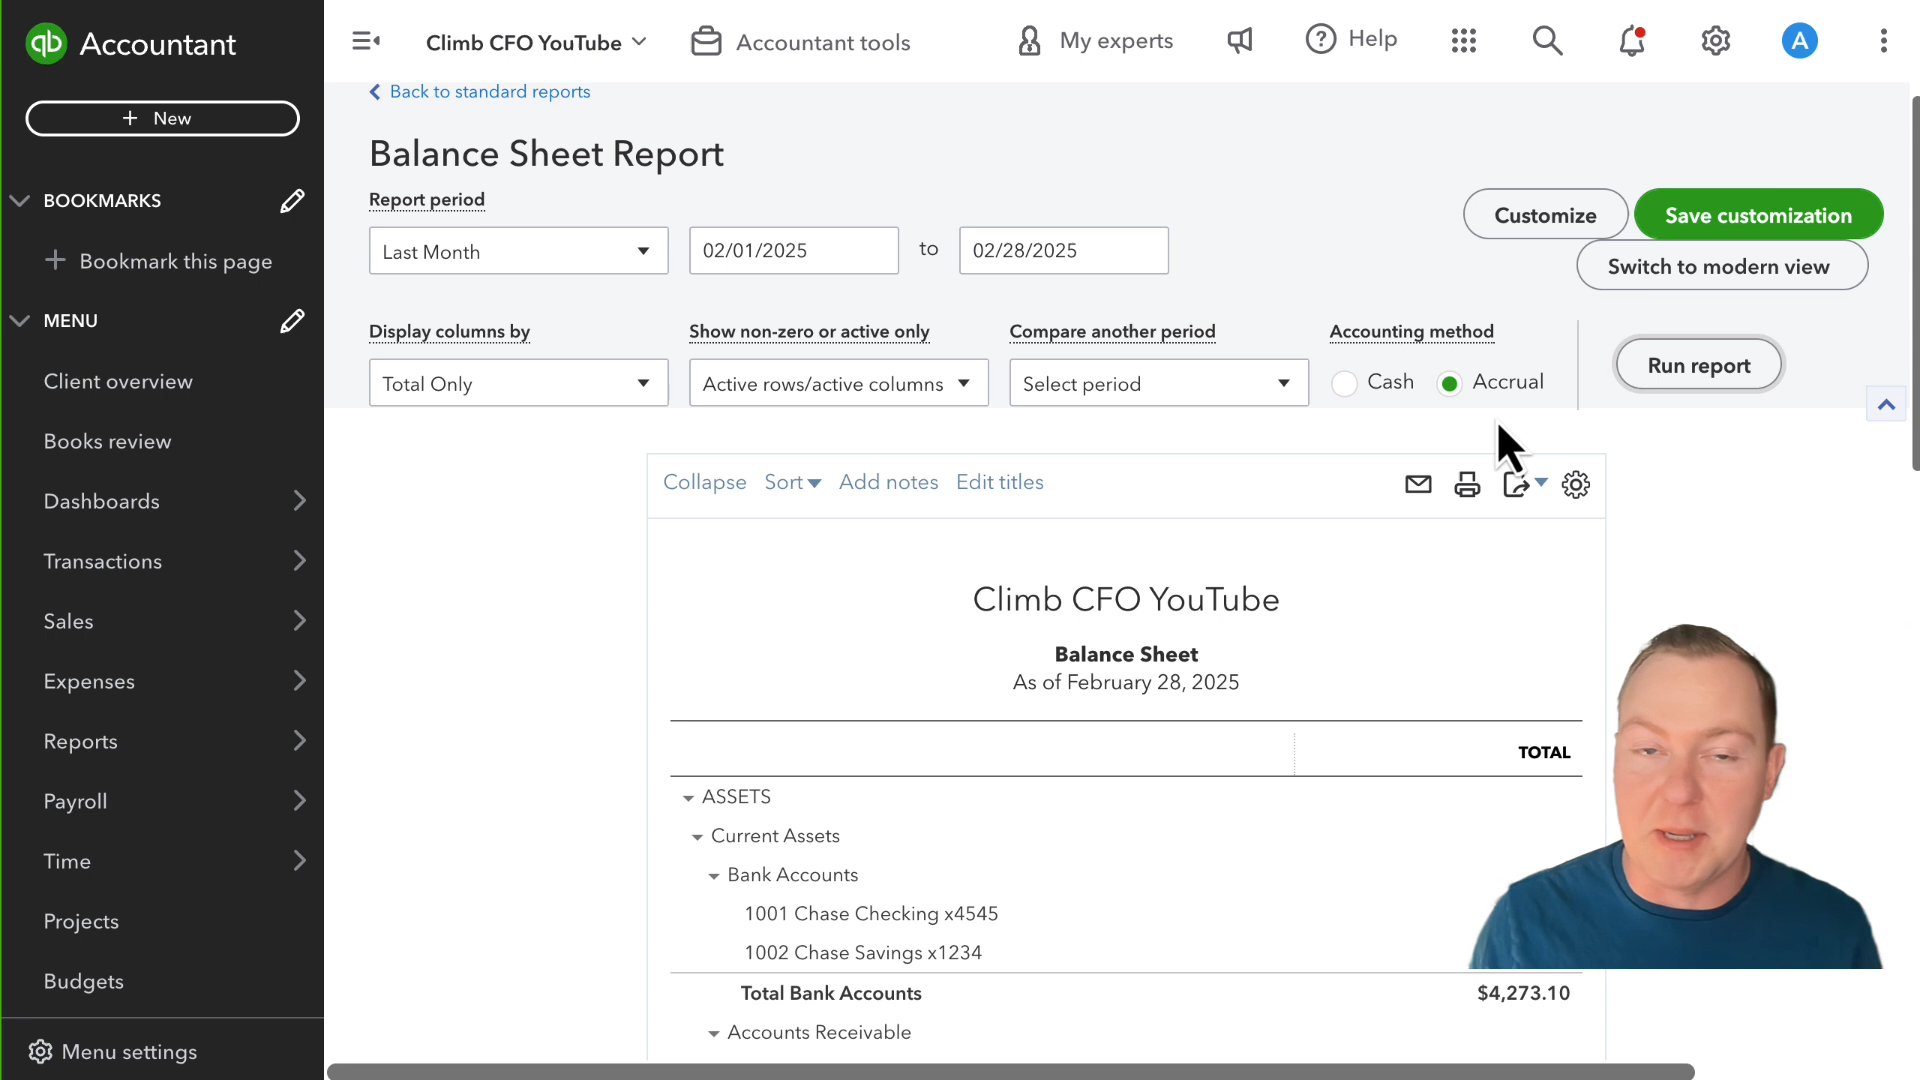 qb Accountant
Climb CFO YouTube
Accountant tools
My experts
Help
A
+ New
Back to standard reports
BOOKMARKS
+ Bookmark this page
MENU
Client overview
Books review
Dashboards
Transactions
Sales
Expenses
Reports
Payroll
Time
Projects
Budgets
Menu settings
Balance Sheet Report
Report period
Last Month
02/01/2025
to
02/28/2025
Customize
Save customization
Switch to modern view
Display columns by
Show non-zero or active only
Compare another period
Accounting method
Total Only
Active rows/active columns
Select period
Cash
Accrual
Run report
Collapse
Sort
Add notes
Edit titles
Climb CFO YouTube
Balance Sheet
As of February 28, 2025
TOTAL
ASSETS
Current Assets
Bank Accounts
1001 Chase Checking x4545
1002 Chase Savings x1234
Total Bank Accounts
$4,273.10
Accounts Receivable